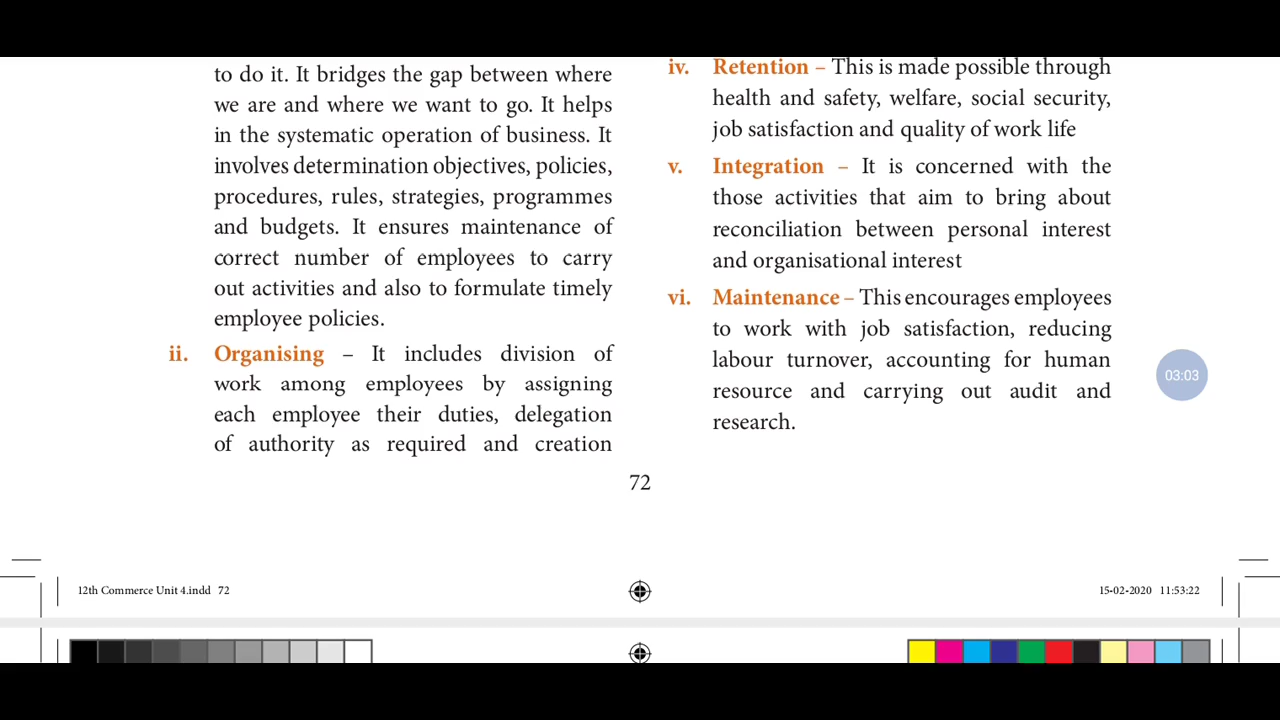 to do it. It bridges the gap between where
we are and where we want to go. It helps
in the systematic operation of business. It
involves determination objectives, policies,
procedures, rules, strategies, programmes
and budgets. It ensures maintenance of
correct number of employees to carry
out activities and also to formulate timely
employee policies.
ii. Organising – It includes division of
work among employees by assigning
each employee their duties, delegation
of authority as required and creation
iv. Retention – This is made possible through
health and safety, welfare, social security,
job satisfaction and quality of work life
v. Integration – It is concerned with the
those activities that aim to bring about
reconciliation between personal interest
and organisational interest
vi. Maintenance – This encourages employees
to work with job satisfaction, reducing
labour turnover, accounting for human
resource and carrying out audit and
research.
03:03
72
12th Commerce Unit 4.indd 72
15-02-2020 11:53:22